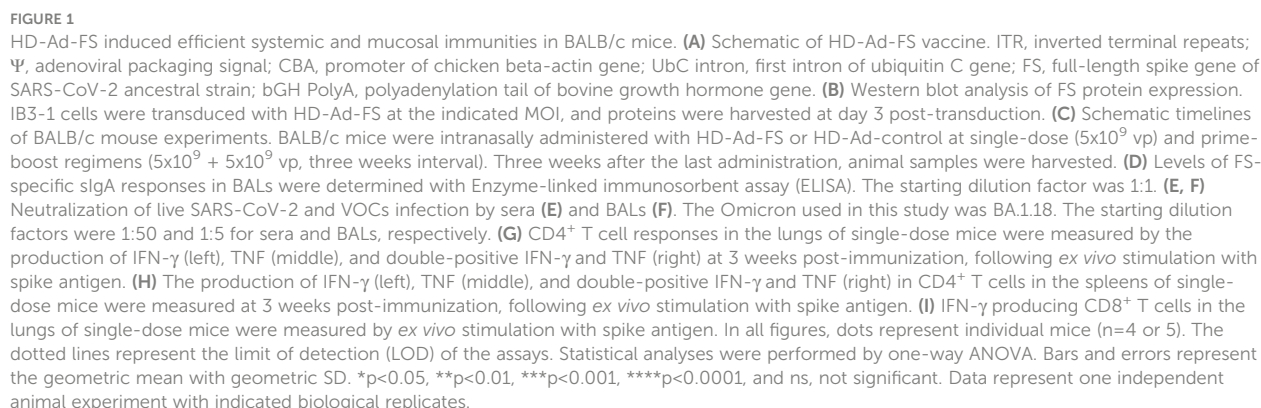 FIGURE 1
HD-Ad-FS induced efficient systemic and mucosal immunities in BALB/c mice. (A) Schematic of HD-Ad-FS vaccine. ITR, inverted terminal repeats;
Ψ, adenoviral packaging signal; CBA, promoter of chicken beta-actin gene; UbC intron, first intron of ubiquitin C gene; FS, full-length spike gene of
SARS-CoV-2 ancestral strain; bGH PolyA, polyadenylation tail of bovine growth hormone gene. (B) Western blot analysis of FS protein expression.
IB3-1 cells were transduced with HD-Ad-FS at the indicated MOI, and proteins were harvested at day 3 post-transduction. (C) Schematic timelines
of BALB/c mouse experiments. BALB/c mice were intranasally administered with HD-Ad-FS or HD-Ad-control at single-dose (5x10⁹ vp) and prime-
boost regimens (5x10⁹ + 5x10⁹ vp, three weeks interval). Three weeks after the last administration, animal samples were harvested. (D) Levels of FS-
specific sIgA responses in BALs were determined with Enzyme-linked immunosorbent assay (ELISA). The starting dilution factor was 1:1. (E, F)
Neutralization of live SARS-CoV-2 and VOCs infection by sera (E) and BALs (F). The Omicron used in this study was BA.1.18. The starting dilution
factors were 1:50 and 1:5 for sera and BALs, respectively. (G) CD4⁺ T cell responses in the lungs of single-dose mice were measured by the
production of IFN-γ (left), TNF (middle), and double-positive IFN-γ and TNF (right) at 3 weeks post-immunization, following ex vivo stimulation with
spike antigen. (H) The production of IFN-γ (left), TNF (middle), and double-positive IFN-γ and TNF (right) in CD4⁺ T cells in the spleens of single-
dose mice were measured at 3 weeks post-immunization, following ex vivo stimulation with spike antigen. (I) IFN-γ producing CD8⁺ T cells in the
lungs of single-dose mice were measured by ex vivo stimulation with spike antigen. In all figures, dots represent individual mice (n=4 or 5). The
dotted lines represent the limit of detection (LOD) of the assays. Statistical analyses were performed by one-way ANOVA. Bars and errors represent
the geometric mean with geometric SD. *p<0.05, **p<0.01, ***p<0.001, ****p<0.0001, and ns, not significant. Data represent one independent
animal experiment with indicated biological replicates.